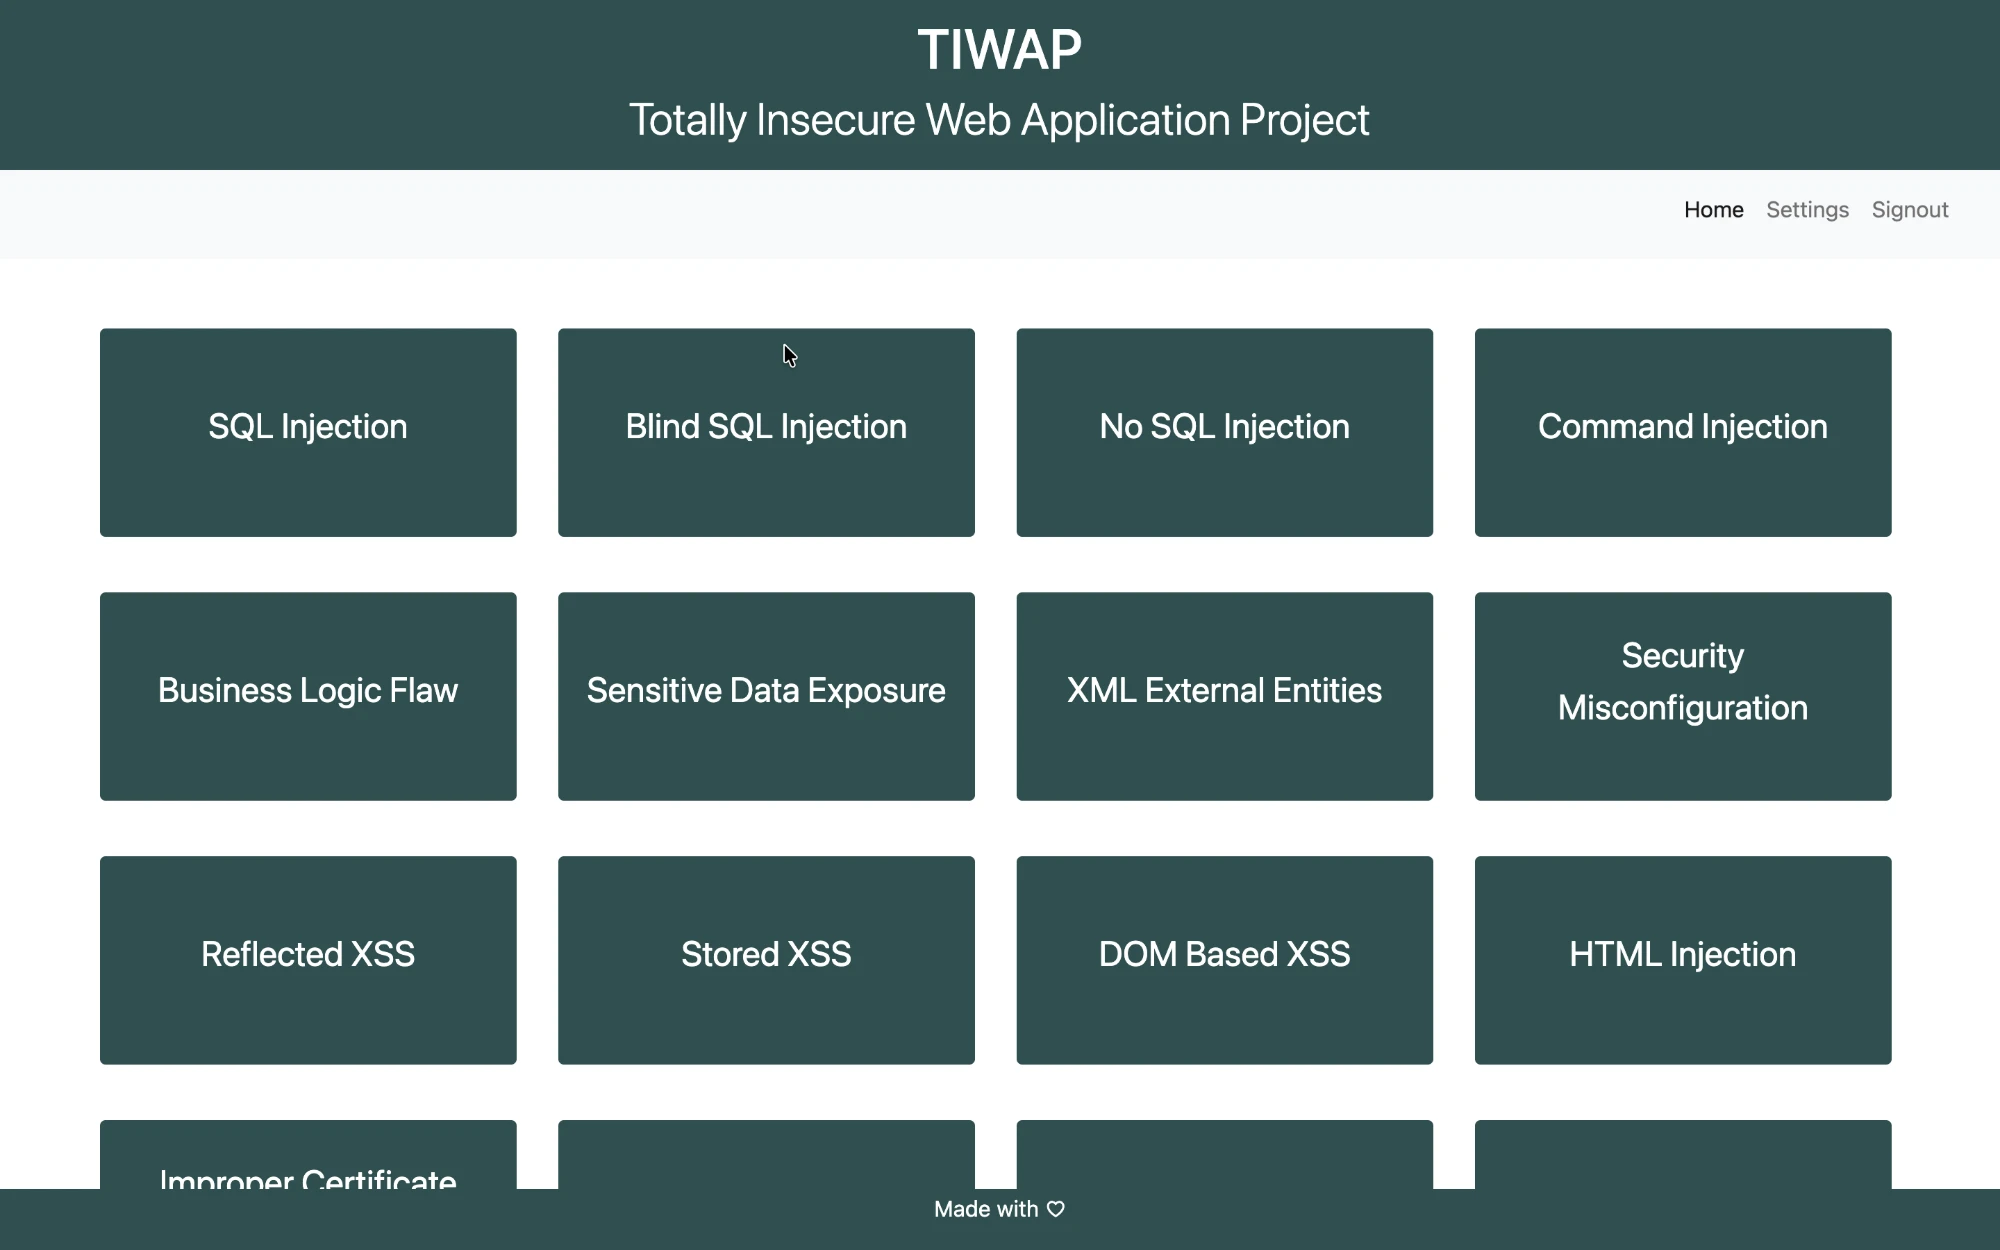 TIWAP
Totally Insecure Web Application Project
Home Settings Signout
SQL Injection
Blind SQL Injection
No SQL Injection
Command Injection
Business Logic Flaw
Sensitive Data Exposure
XML External Entities
Security
Misconfiguration
Reflected XSS
Stored XSS
DOM Based XSS
HTML Injection
Improper Certificate
Made with ♡